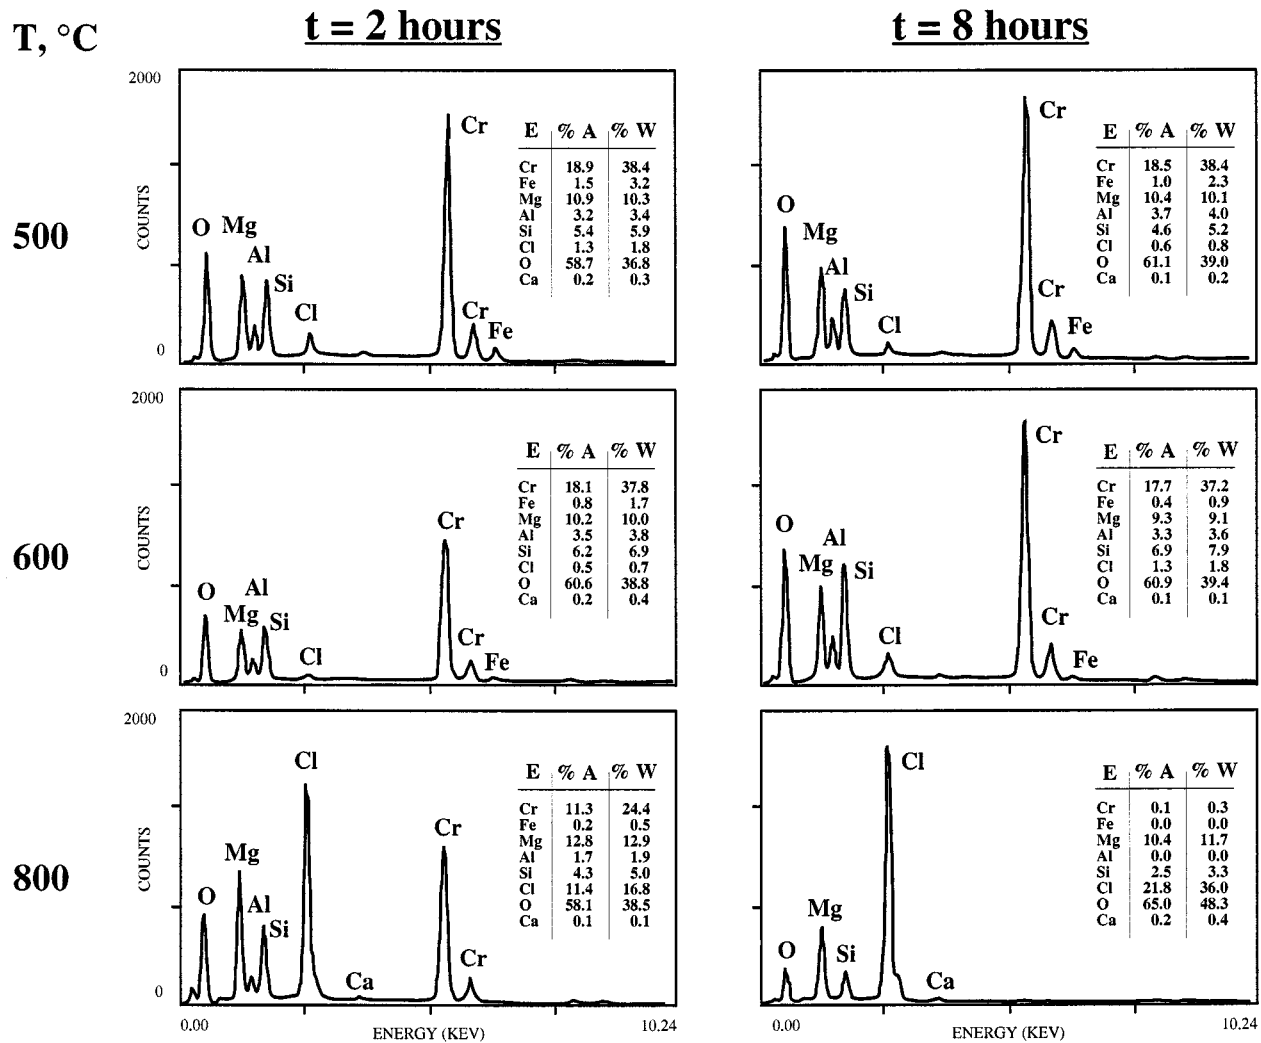 T, °C
t = 2 hours
t = 8 hours
500
2000
COUNTS
0
O
Mg
Al
Si
Cl
Cr
Cr
Fe
E % A % W
Cr 18.9 38.4
Fe 1.5 3.2
Mg 10.9 10.3
Al 3.2 3.4
Si 5.4 5.9
Cl 1.3 1.8
O 58.7 36.8
Ca 0.2 0.3
O
Mg
Al
Si
Cl
Cr
Cr
Fe
E % A % W
Cr 18.5 38.4
Fe 1.0 2.3
Mg 10.4 10.1
Al 3.7 4.0
Si 4.6 5.2
Cl 0.6 0.8
O 61.1 39.0
Ca 0.1 0.2
600
2000
COUNTS
0
O
Mg
Al
Si
Cl
Cr
Cr
Fe
E % A % W
Cr 18.1 37.8
Fe 0.8 1.7
Mg 10.2 10.0
Al 3.5 3.8
Si 6.2 6.9
Cl 0.5 0.7
O 60.6 38.8
Ca 0.2 0.4
O
Mg
Al
Si
Cl
Cr
Cr
Fe
E % A % W
Cr 17.7 37.2
Fe 0.4 0.9
Mg 9.3 9.1
Al 3.3 3.6
Si 6.9 7.9
Cl 1.3 1.8
O 60.9 39.4
Ca 0.1 0.1
800
2000
COUNTS
0
O
Mg
Al
Si
Cl
Ca
Cr
Cr
E % A % W
Cr 11.3 24.4
Fe 0.2 0.5
Mg 12.8 12.9
Al 1.7 1.9
Si 4.3 5.0
Cl 11.4 16.8
O 58.1 38.5
Ca 0.1 0.1
0.00
ENERGY (KEV)
10.24
O
Mg
Si
Cl
Ca
E % A % W
Cr 0.1 0.3
Fe 0.0 0.0
Mg 10.4 11.7
Al 0.0 0.0
Si 2.5 3.3
Cl 21.8 36.0
O 65.0 48.3
Ca 0.2 0.4
0.00
ENERGY (KEV)
10.24